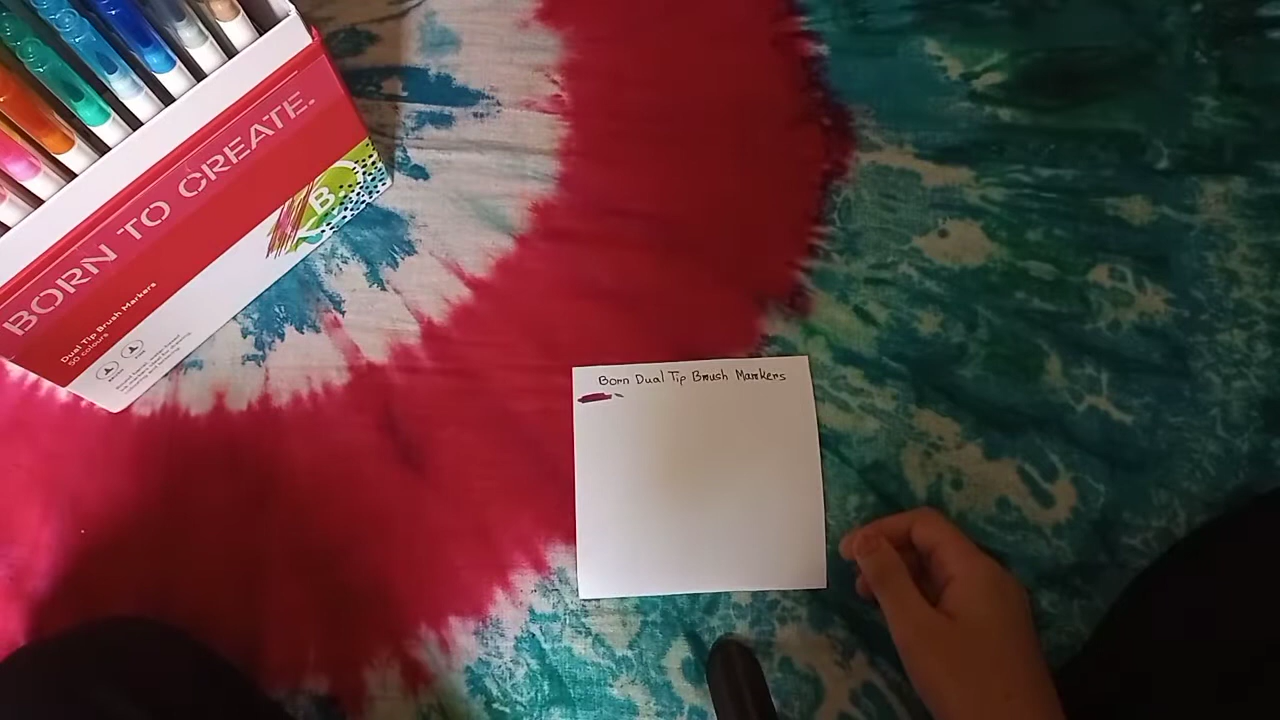 BORN TO CREATE.
B.
Dual Tip Brush Markers
50 colours
Born Dual Tip Brush Markers